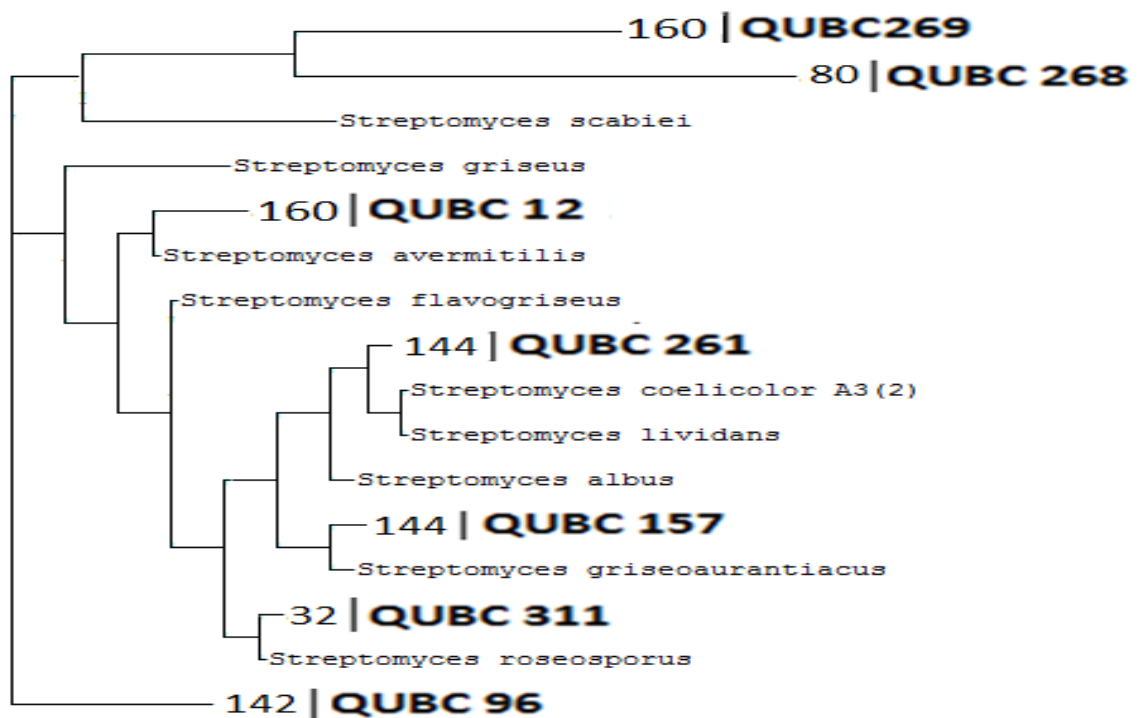 160 | QUBC269
80 | QUBC 268
Streptomyces scabiei
Streptomyces griseus
160 | QUBC 12
Streptomyces avermitilis
Streptomyces flavogriseus
144 | QUBC 261
Streptomyces coelicolor A3(2)
Streptomyces lividans
Streptomyces albus
144 | QUBC 157
Streptomyces griseoaurantiacus
32 | QUBC 311
Streptomyces roseosporus
142 | QUBC 96